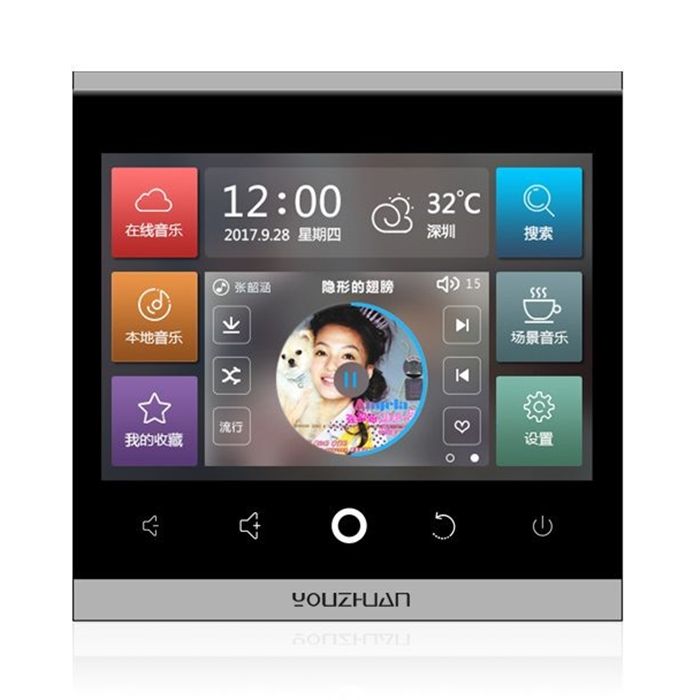 在线音乐
12:00
2017.9.28 星期四
32℃
深圳
搜索
本地音乐
张韶涵
隐形的翅膀
15
流行
Angela
场景音乐
我的收藏
设置
YOUZHUAN